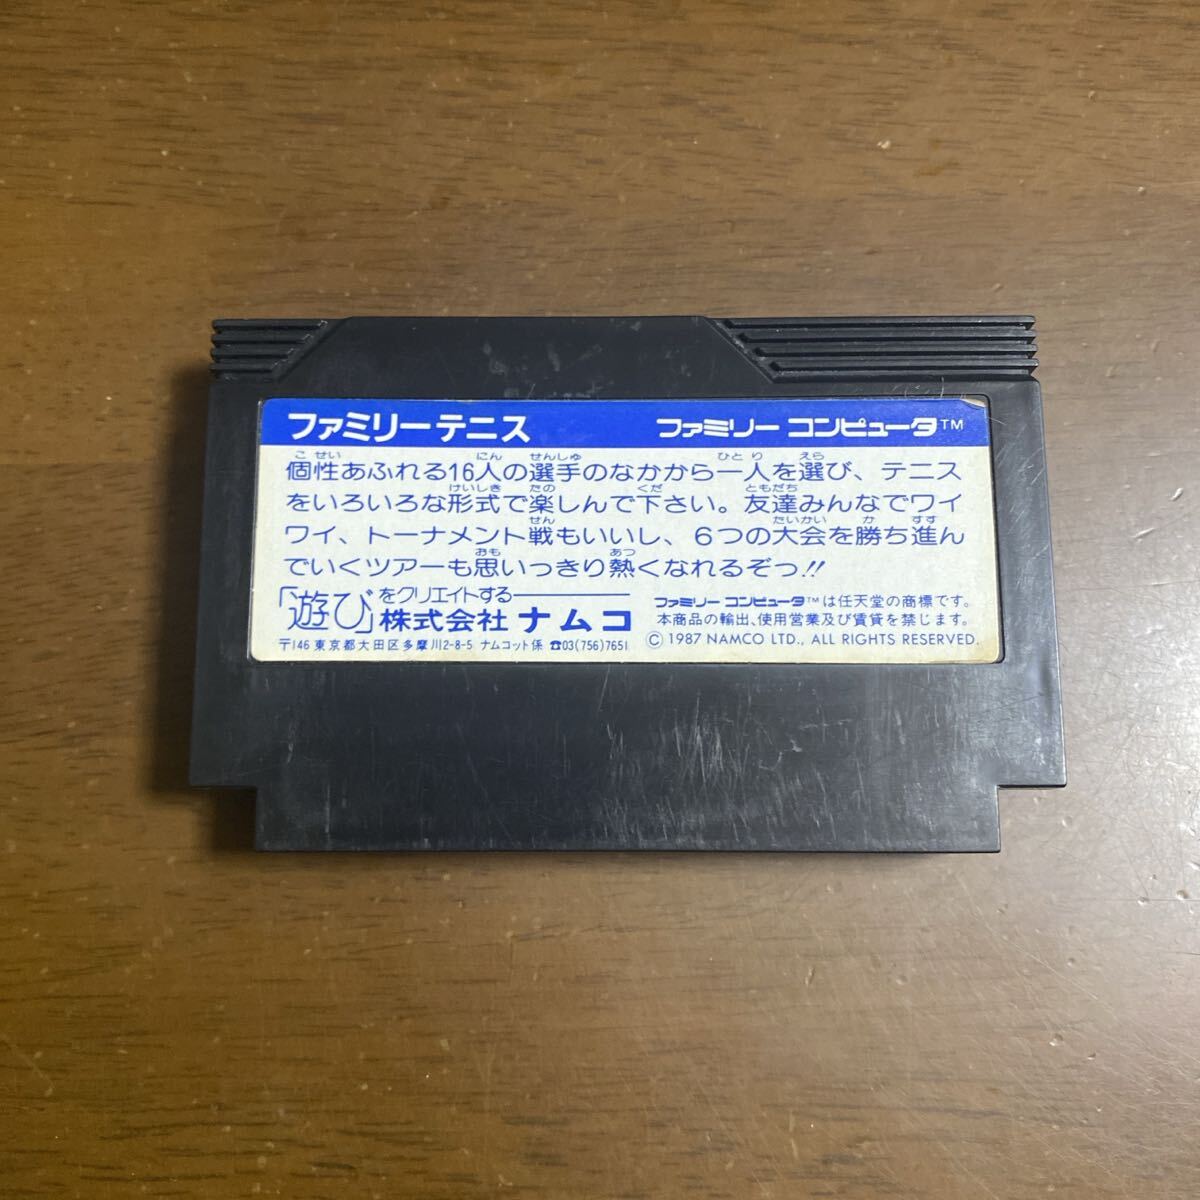 ファミリーテニス ファミリー コンピュータ™
個性あふれる16人の選手のなかから一人を選び、テニス
をいろいろな形式で楽しんで下さい。友達みんなでワイ
ワイ、トーナメント戦もいいし、6つの大会を勝ち進ん
でいくツアーも思いっきり熱くなれるぞっ!!
「遊び」をクリエイトする――― 株式会社 ナムコ
〒146 東京都大田区多摩川2-8-5 ナムコット係 ☎03(756)7651
ファミリー コンピュータ™は任天堂の商標です。
本商品の輸出、使用営業及び賃貸を禁じます。
©1987 NAMCO LTD., ALL RIGHTS RESERVED.